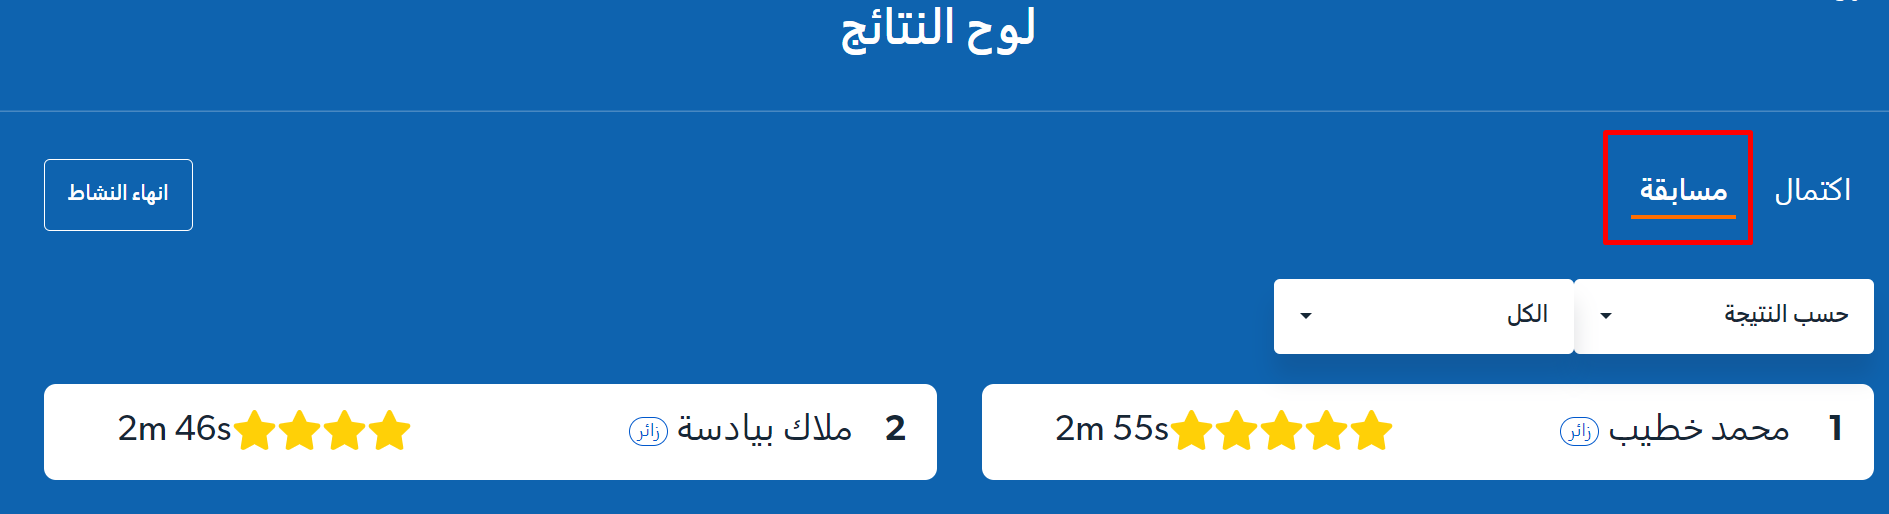 لوح النتائج
اكتمال
مسابقة
انهاء النشاط
حسب النتيجة
الكل
1 محمد خطيب زائر 2m 55s
2 ملاك بيادسة زائر 2m 46s